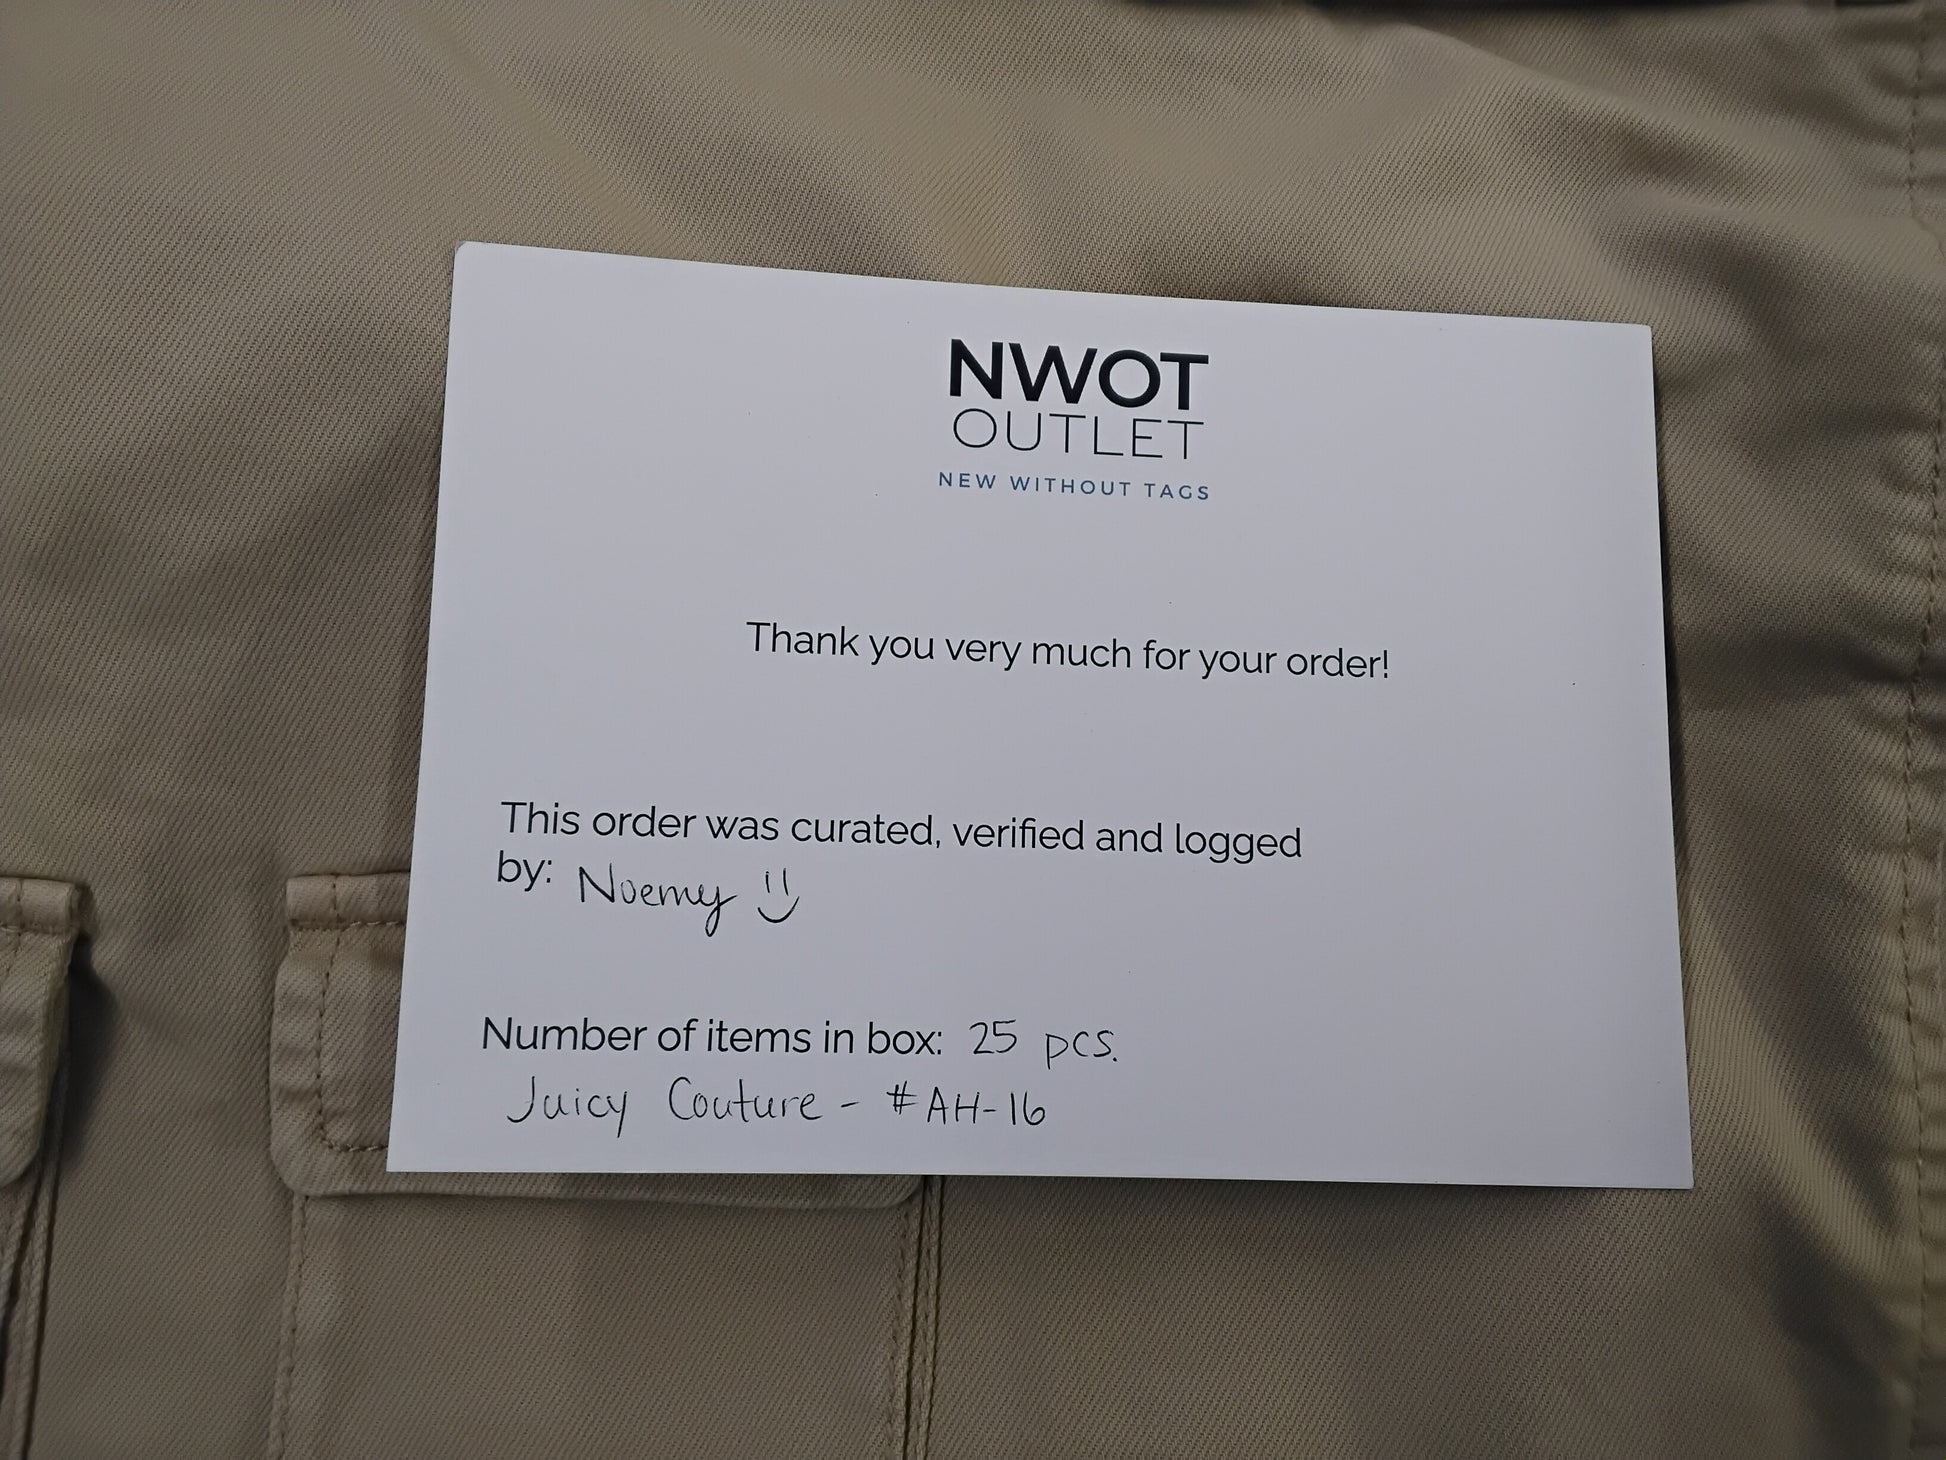 NWOT
OUTLET
NEW WITHOUT TAGS
Thank you very much for your order!
This order was curated, verified and logged
by: Noemy
Number of items in box: 25 pcs.
Juicy Couture - #AH-16